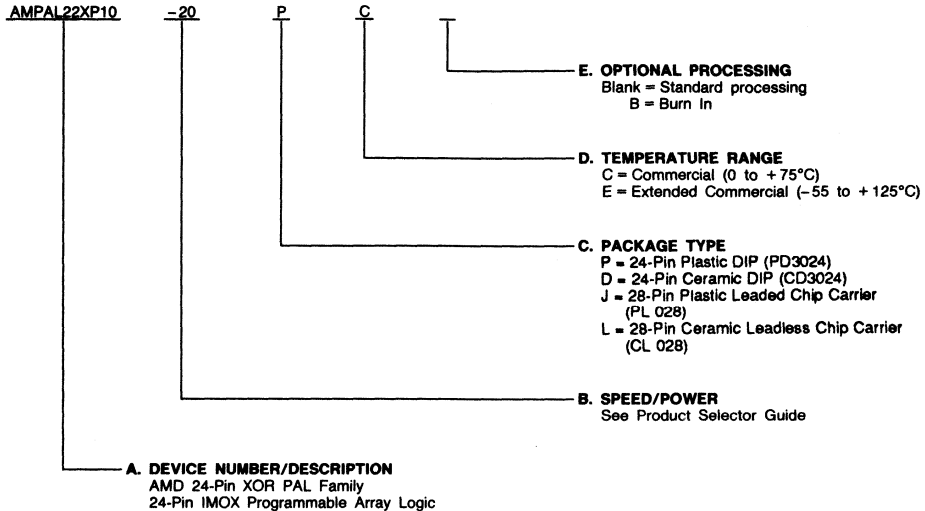 AMPAL22XP10 -20 P C _
E. OPTIONAL PROCESSING
Blank = Standard processing
B = Burn In
D. TEMPERATURE RANGE
C = Commercial (0 to +75°C)
E = Extended Commercial (-55 to +125°C)
C. PACKAGE TYPE
P = 24-Pin Plastic DIP (PD3024)
D = 24-Pin Ceramic DIP (CD3024)
J = 28-Pin Plastic Leaded Chip Carrier
(PL 028)
L = 28-Pin Ceramic Leadless Chip Carrier
(CL 028)
B. SPEED/POWER
See Product Selector Guide
A. DEVICE NUMBER/DESCRIPTION
AMD 24-Pin XOR PAL Family
24-Pin IMOX Programmable Array Logic